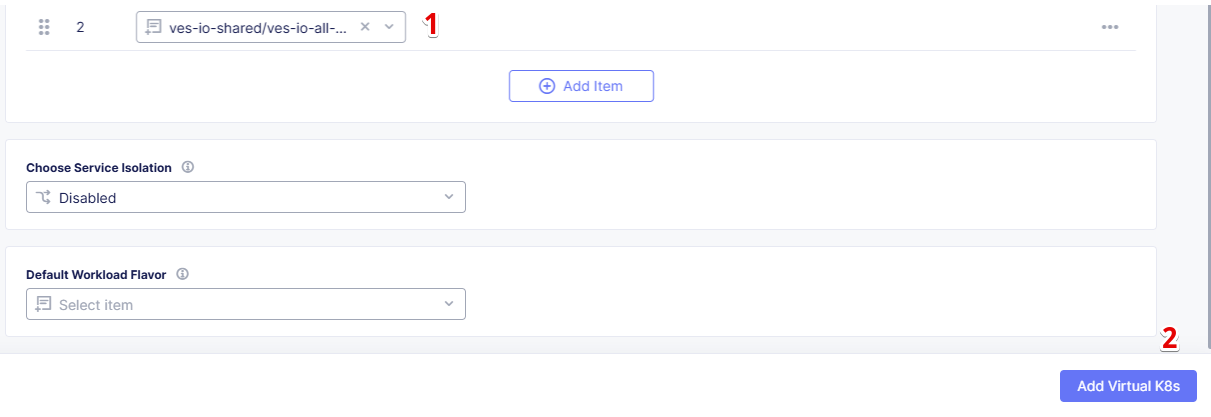 2 ves-io-shared/ves-io-all-... 1
Add Item
Choose Service Isolation
Disabled
Default Workload Flavor
Select item
2
Add Virtual K8s